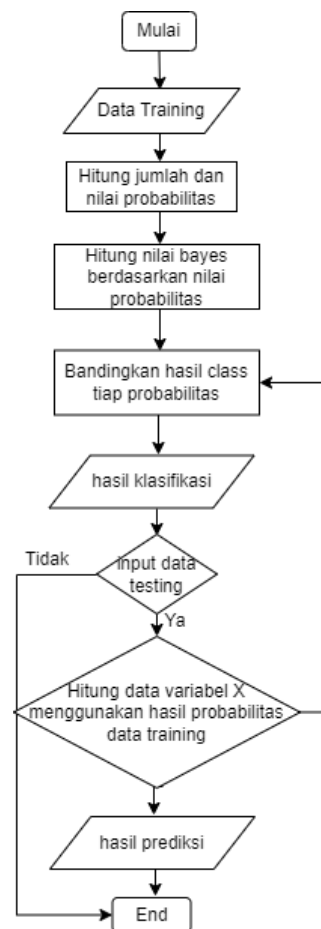 Mulai
Data Training
Hitung jumlah dan
nilai probabilitas
Hitung nilai bayes
berdasarkan nilai
probabilitas
Bandingkan hasil class
tiap probabilitas
hasil klasifikasi
Tidak
input data
testing
Ya
Hitung data variabel X
menggunakan hasil probabilitas
data training
hasil prediksi
End